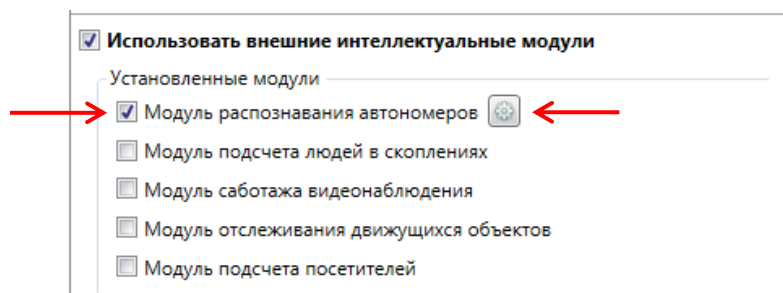 Использовать внешние интеллектуальные модули
Установленные модули
Модуль распознавания автономеров
Модуль подсчета людей в скоплениях
Модуль саботажа видеонаблюдения
Модуль отслеживания движущихся объектов
Модуль подсчета посетителей